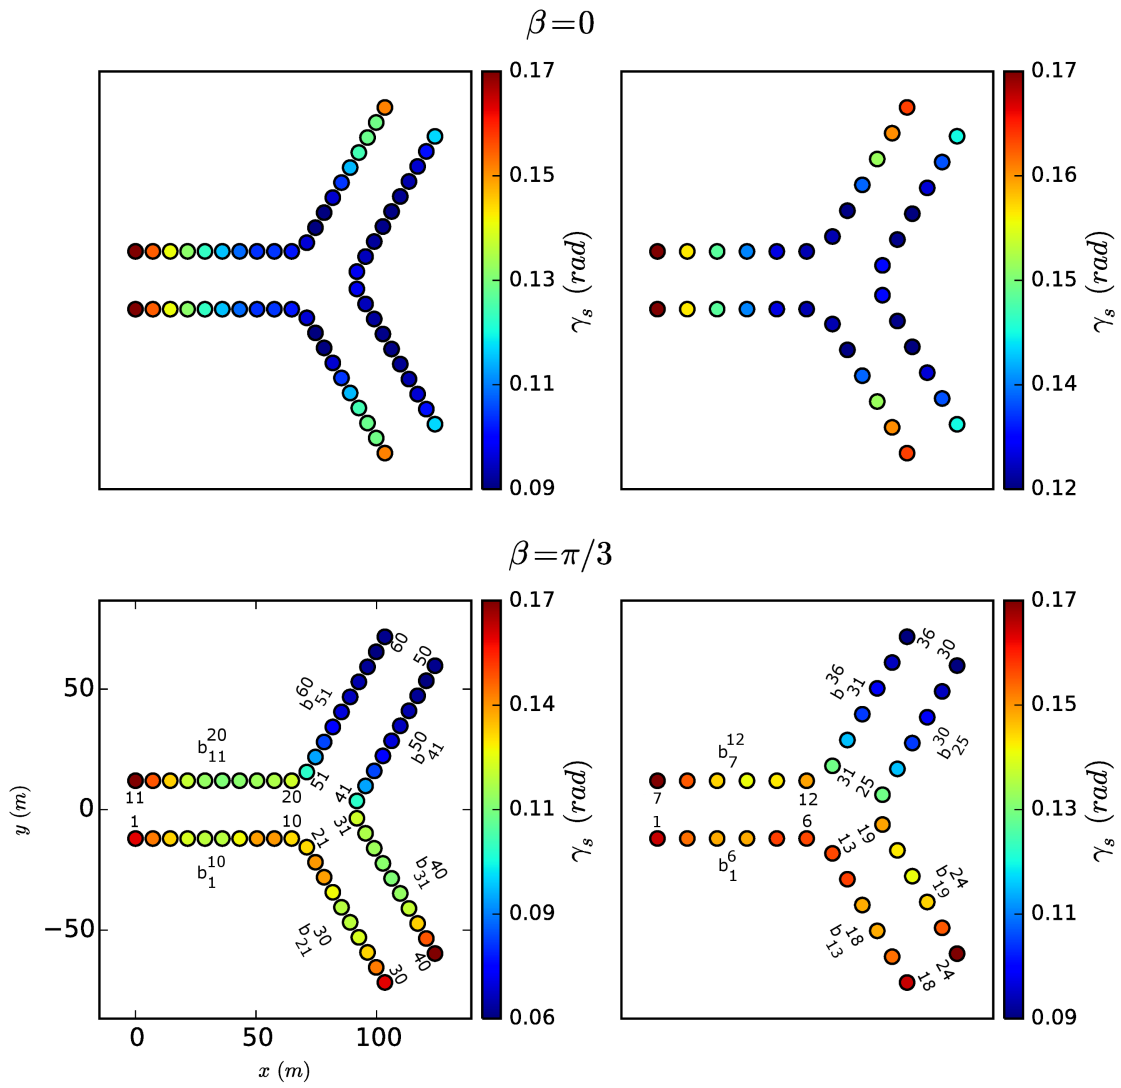 β=0
0.17
0.15
0.13
0.11
0.09
γs (rad)
0.17
0.16
0.15
0.14
0.13
0.12
γs (rad)
β=π/3
50
0
−50
y (m)
0
50
100
x (m)
60
50
b 60 51
b 20 11
51
b 50 41
11
20
41
1
10
31
21
b 10 1
b 40 31
b 30 21
30
40
0.17
0.14
0.11
0.09
0.06
γs (rad)
36
30
b 36 31
b 12 7
b 30 25
31
25
7
12
1
6
19
13
b 6 1
b 24 19
b 18 13
18
24
0.17
0.15
0.13
0.11
0.09
γs (rad)